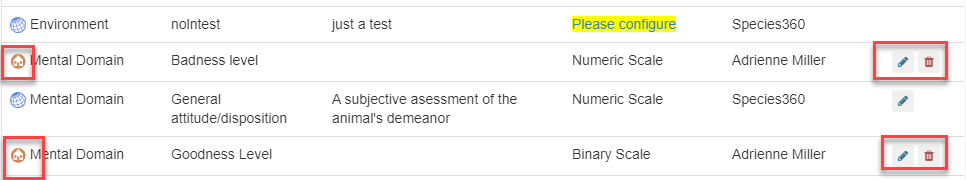 Environment nolntest just a test Please configure Species360
Mental Domain Badness level Numeric Scale Adrienne Miller
Mental Domain General attitude/disposition A subjective asessment of the animal's demeanor Numeric Scale Species360
Mental Domain Goodness Level Binary Scale Adrienne Miller